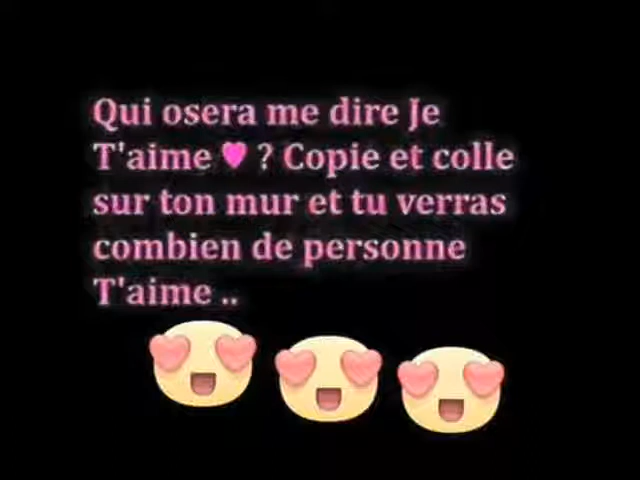 Qui osera me dire Je
T'aime ♥ ? Copie et colle
sur ton mur et tu verras
combien de personne
T'aime ..